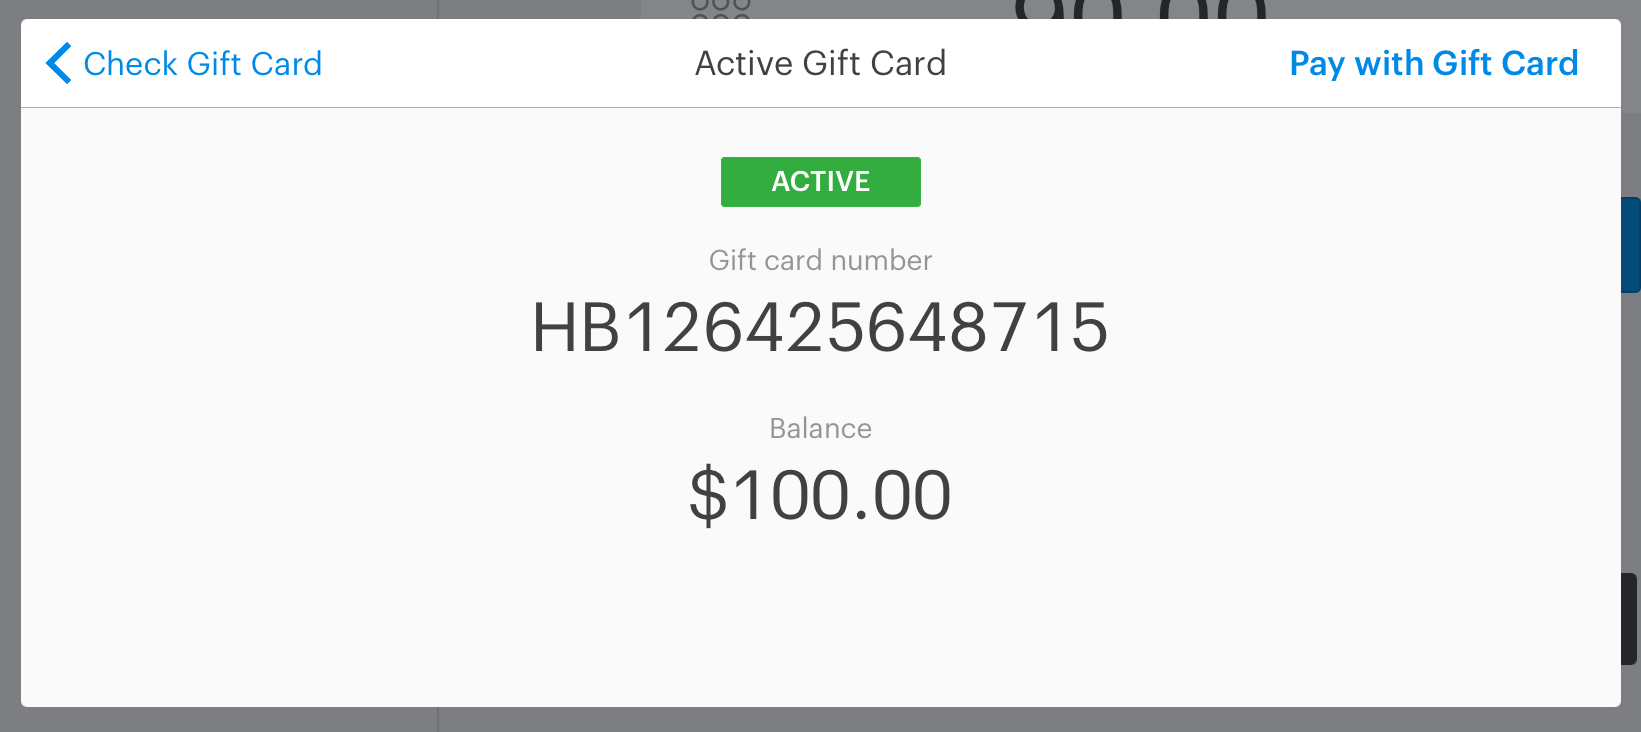 Check Gift Card
Active Gift Card
Pay with Gift Card
ACTIVE
Gift card number
HB126425648715
Balance
$100.00